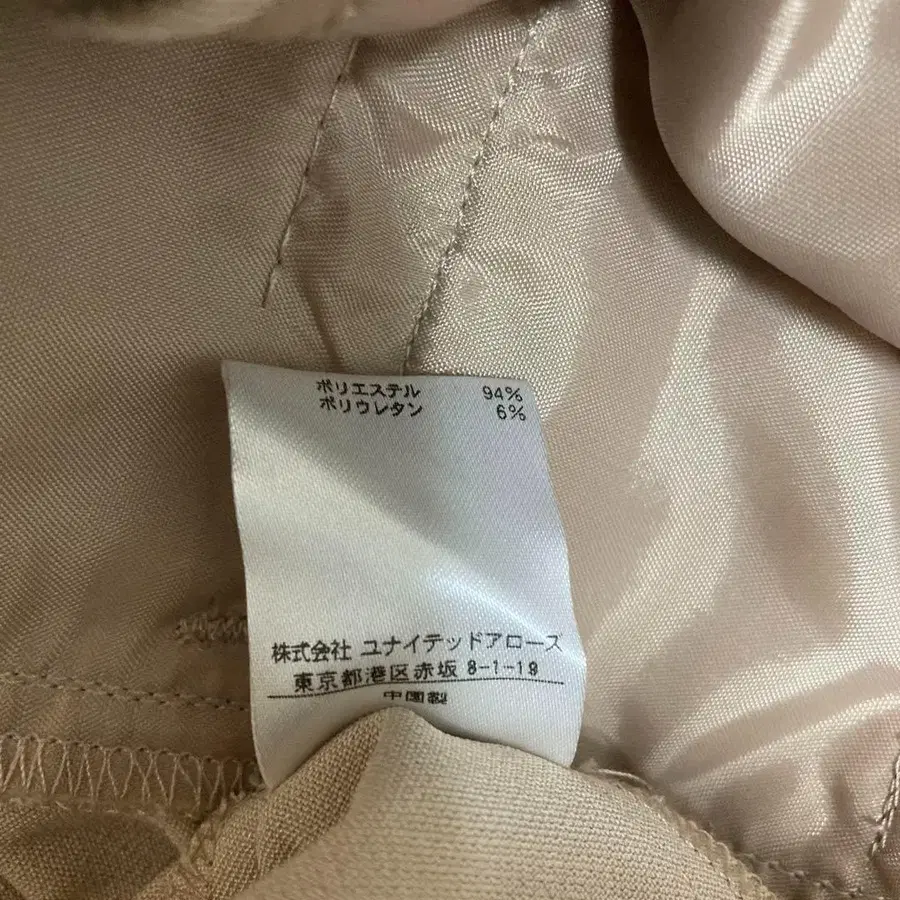 ポリエステル 94%
ポリウレタン 6%
株式会社 ユナイテッドアローズ
東京都港区赤坂 8-1-19
中国製